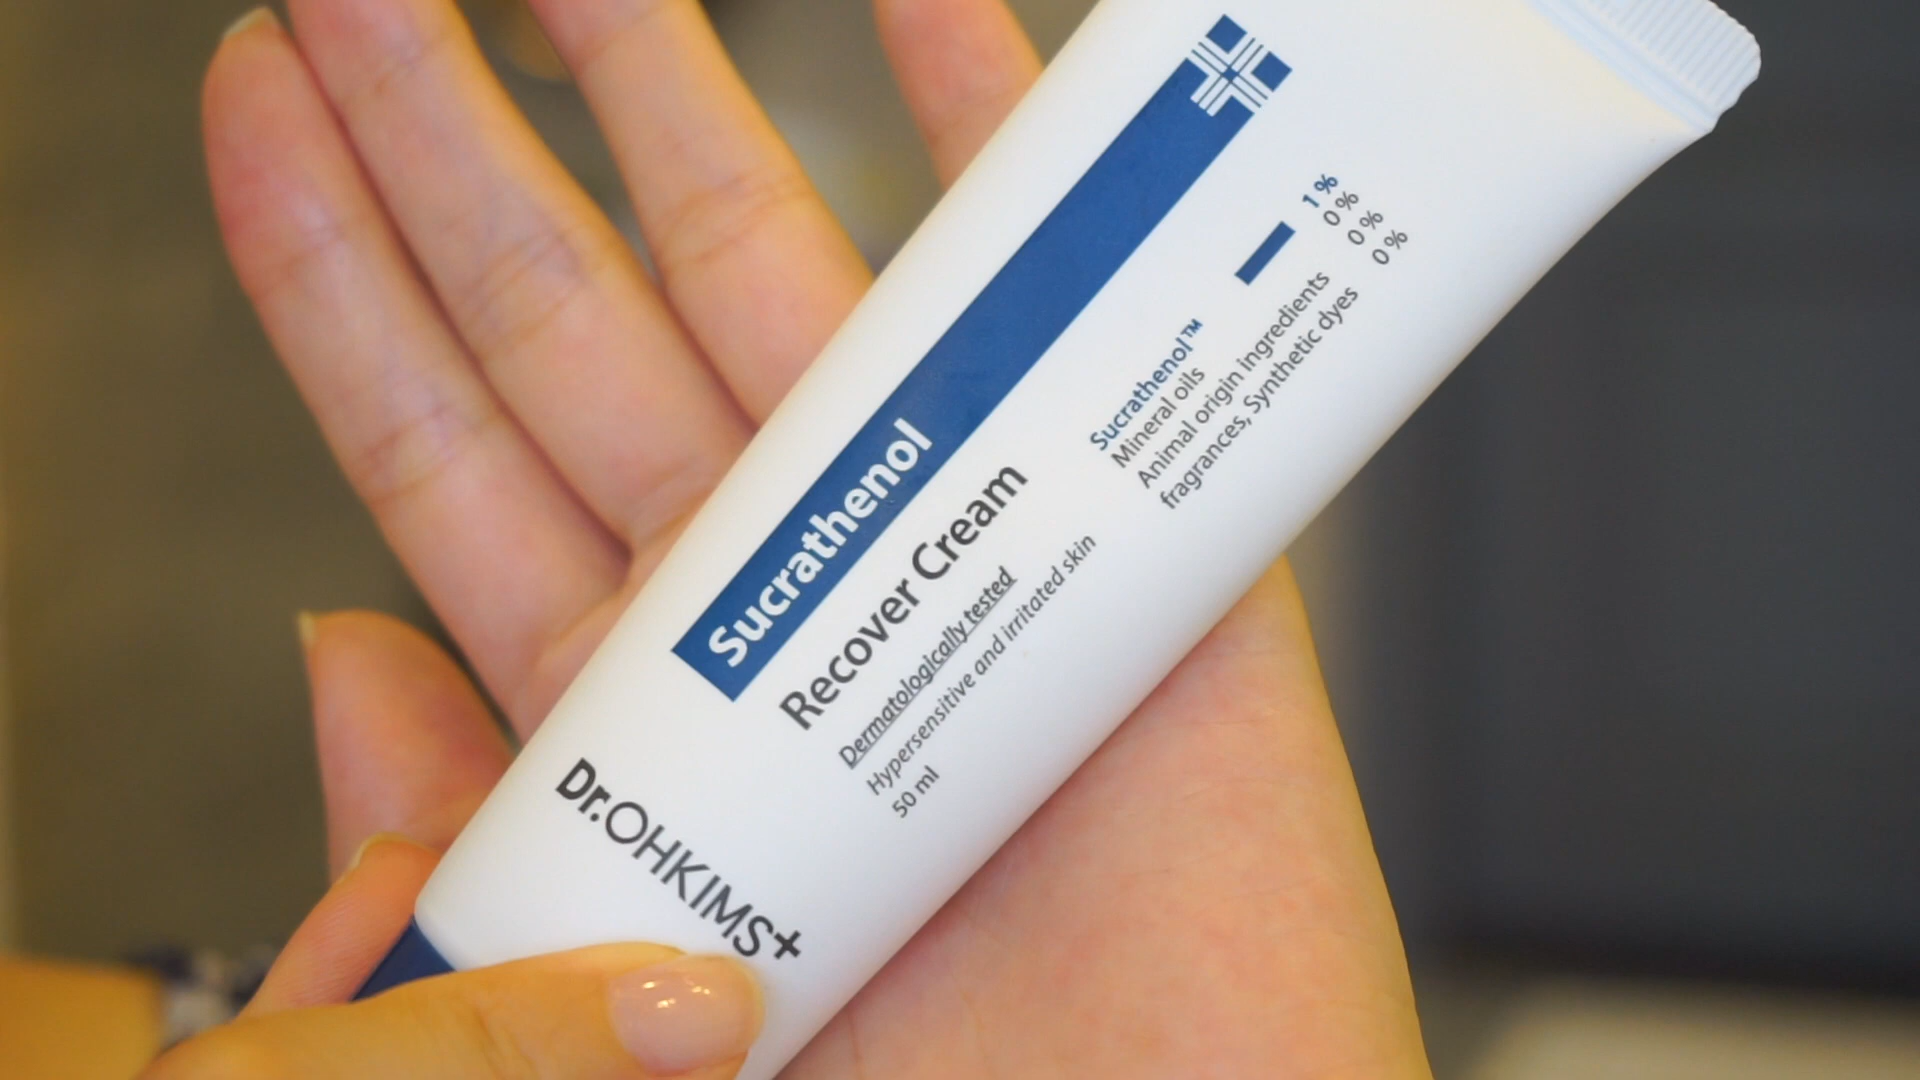 Sucrathenol
Recover Cream
Dermatologically tested
Hypersensitive and irritated skin
50 ml
Sucrathenol™ 1 %
Mineral oils 0 %
Animal origin ingredients 0 %
fragrances, Synthetic dyes 0 %
Dr.OHKIMS+